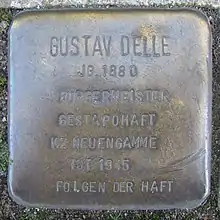 GUSTAV DELLE
JG. 1880
BÜRGERMEISTER
GESTAPOHAFT
KZ NEUENGAMME
TOT 1945
FOLGEN DER HAFT